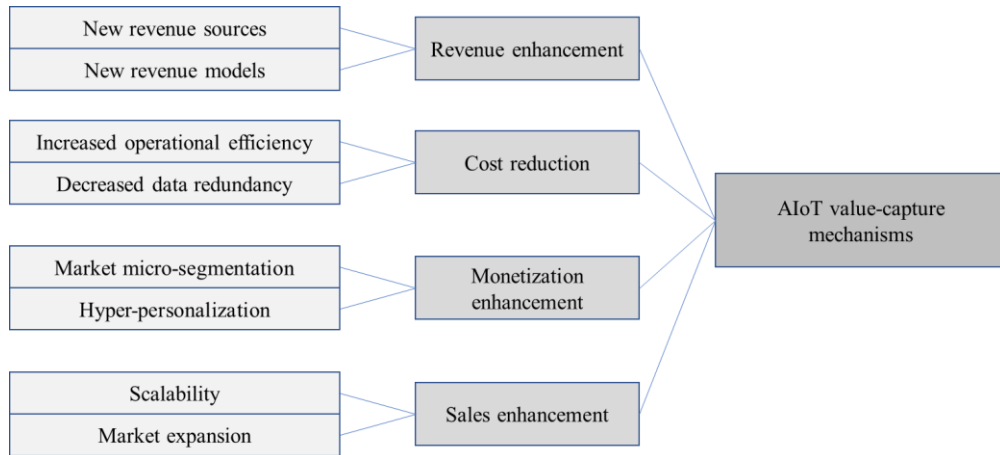 New revenue sources
New revenue models
Revenue enhancement
Increased operational efficiency
Decreased data redundancy
Cost reduction
Market micro-segmentation
Hyper-personalization
Monetization
enhancement
Scalability
Market expansion
Sales enhancement
AIoT value-capture
mechanisms